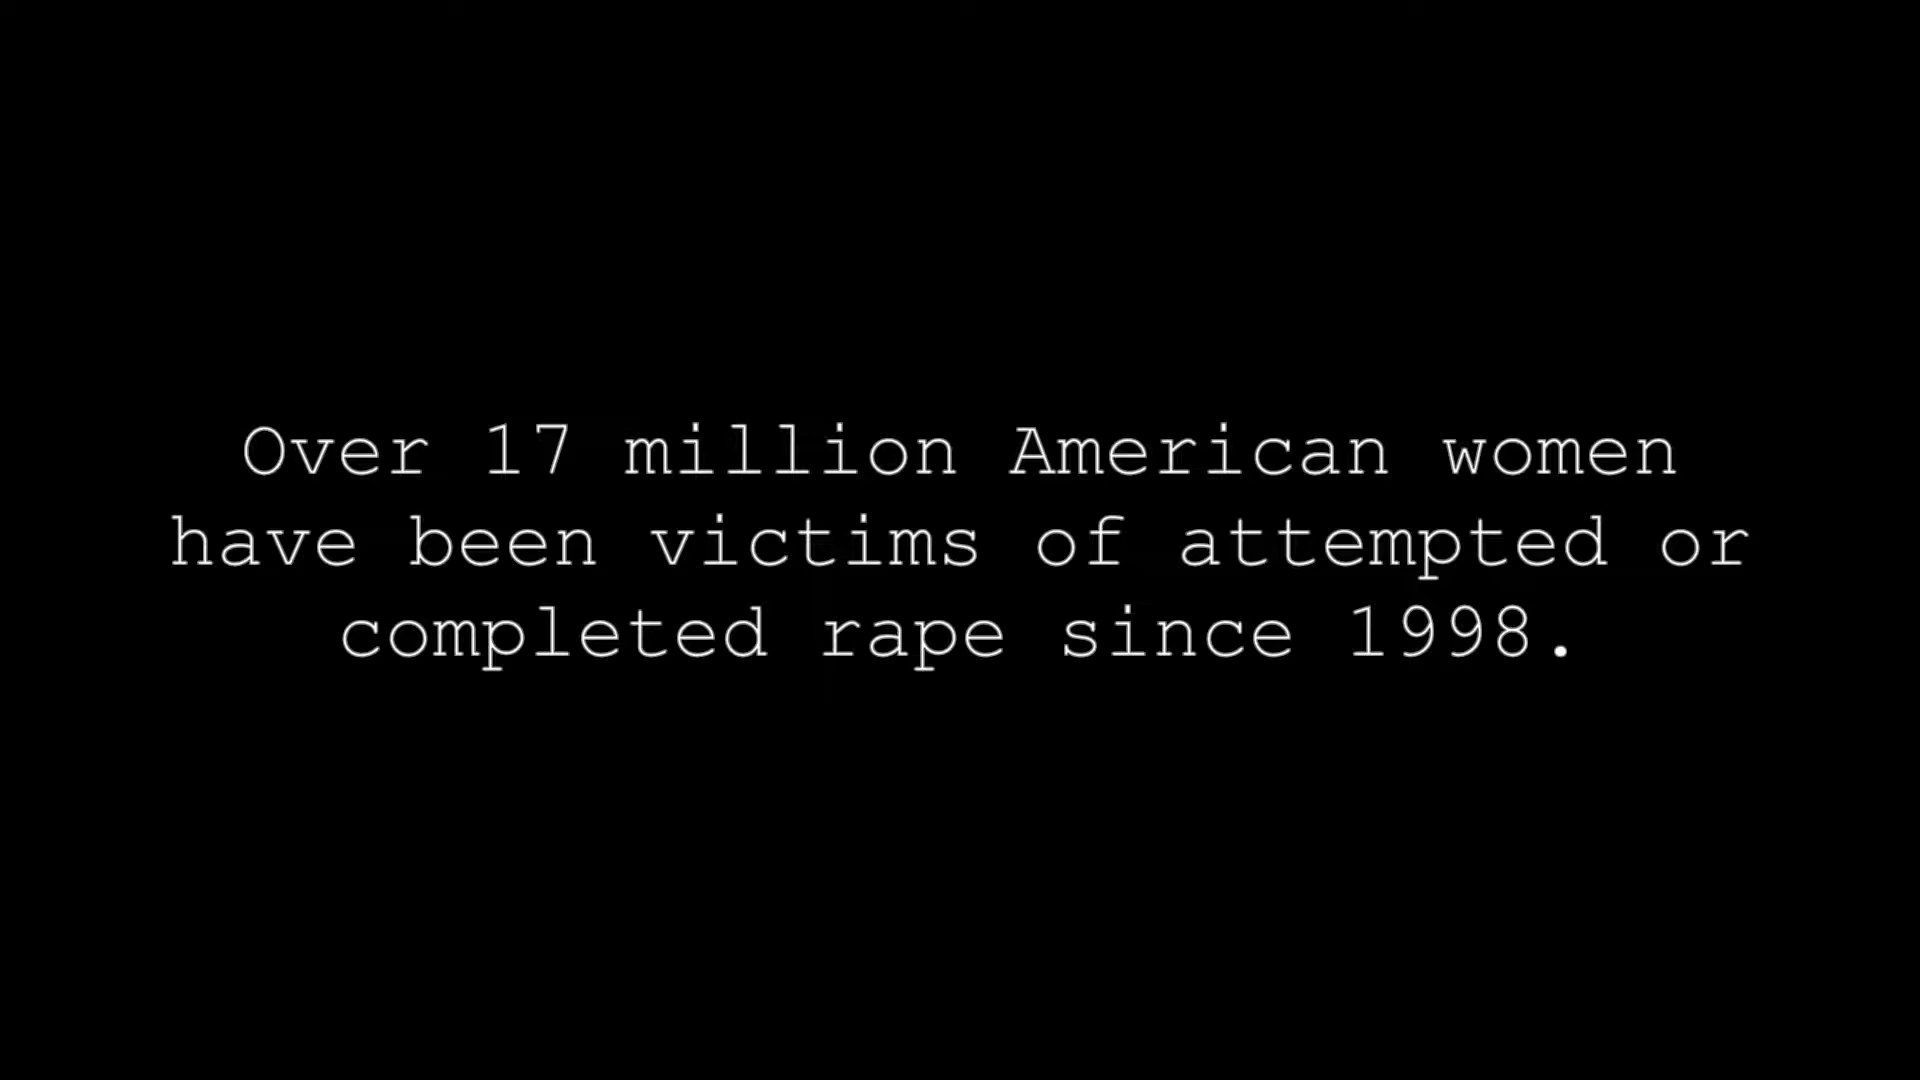 Over 17 million American women
have been victims of attempted or
completed rape since 1998.